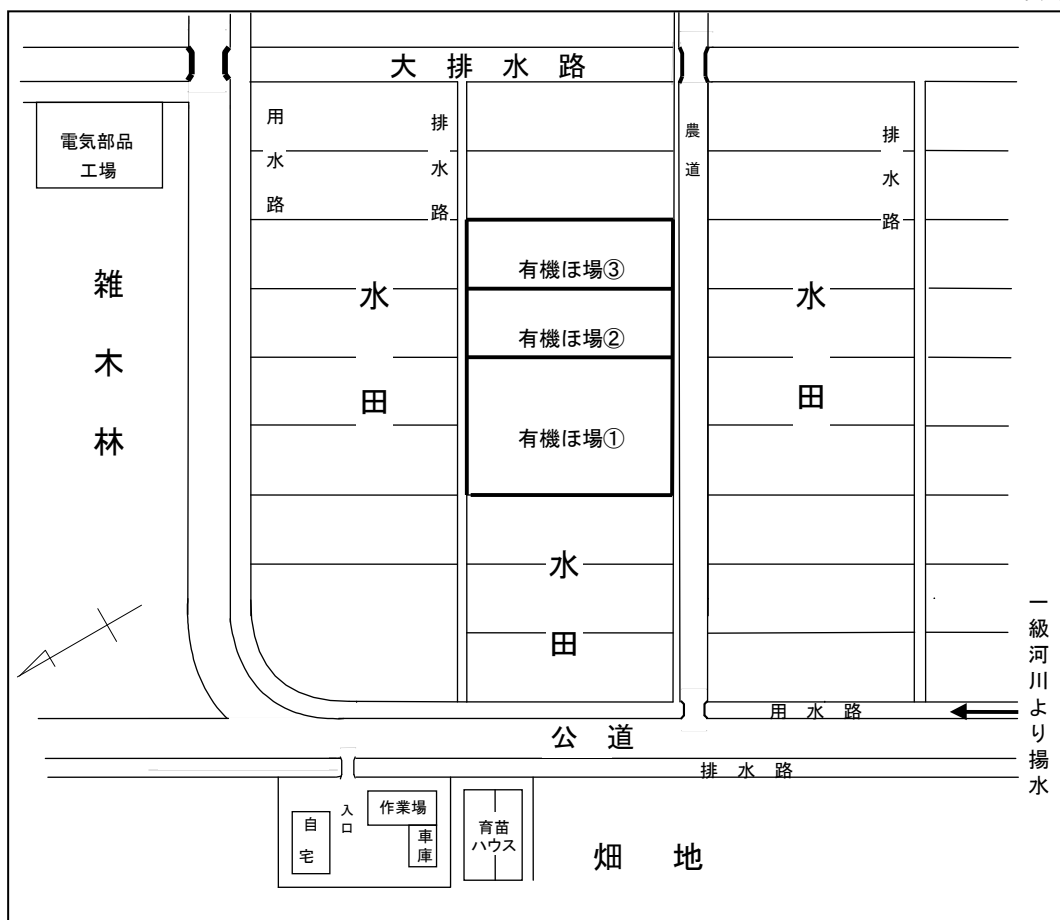 大排水路
電気部品
工場
用水路
排水路
農道
排水路
雑木林
水田
有機ほ場③
有機ほ場②
有機ほ場①
水田
水田
一級河川より揚水
用水路
公道
排水路
自宅
入口
作業場
車庫
育苗
ハウス
畑地